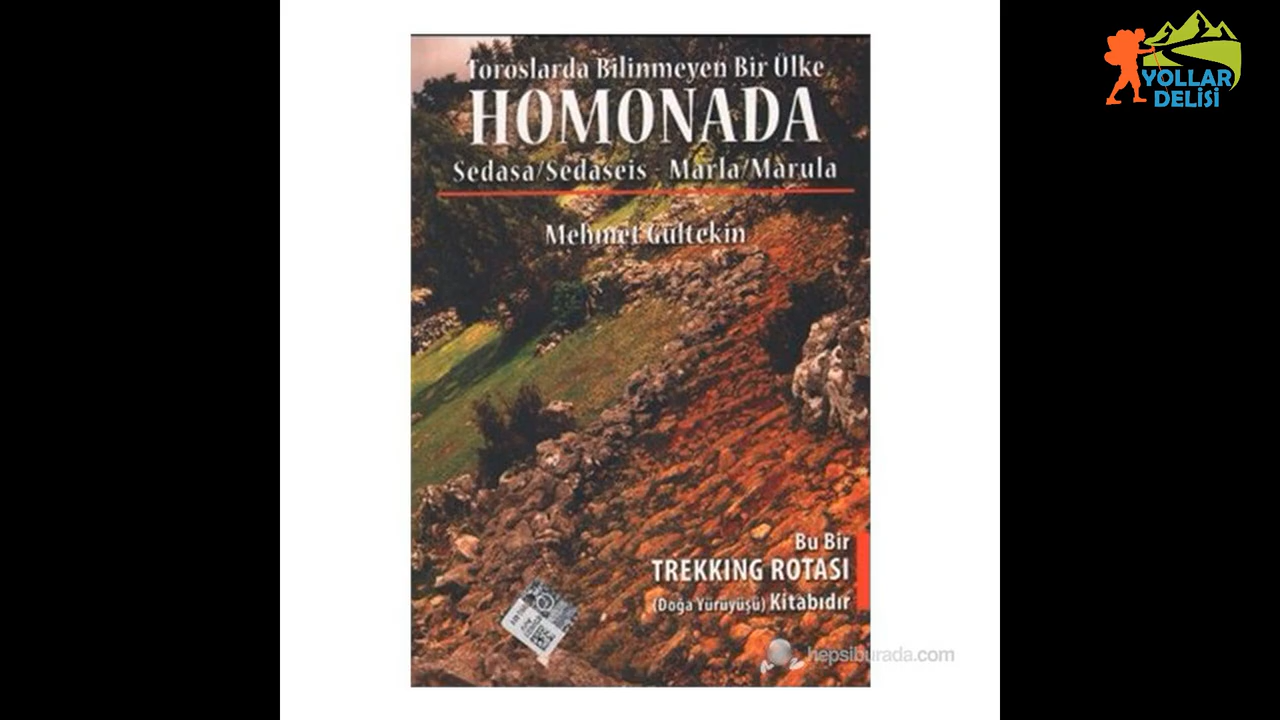 Toroslarda Bilinmeyen Bir Ülke
HOMONADA
Sedasa/Sedaseis - Marla/Marula
Mehmet Gültekin
Bu Bir
TREKKING ROTASI
(Doğa Yürüyüşü) Kitabıdır
hepsiburada.com
YOLLAR
DELİSİ